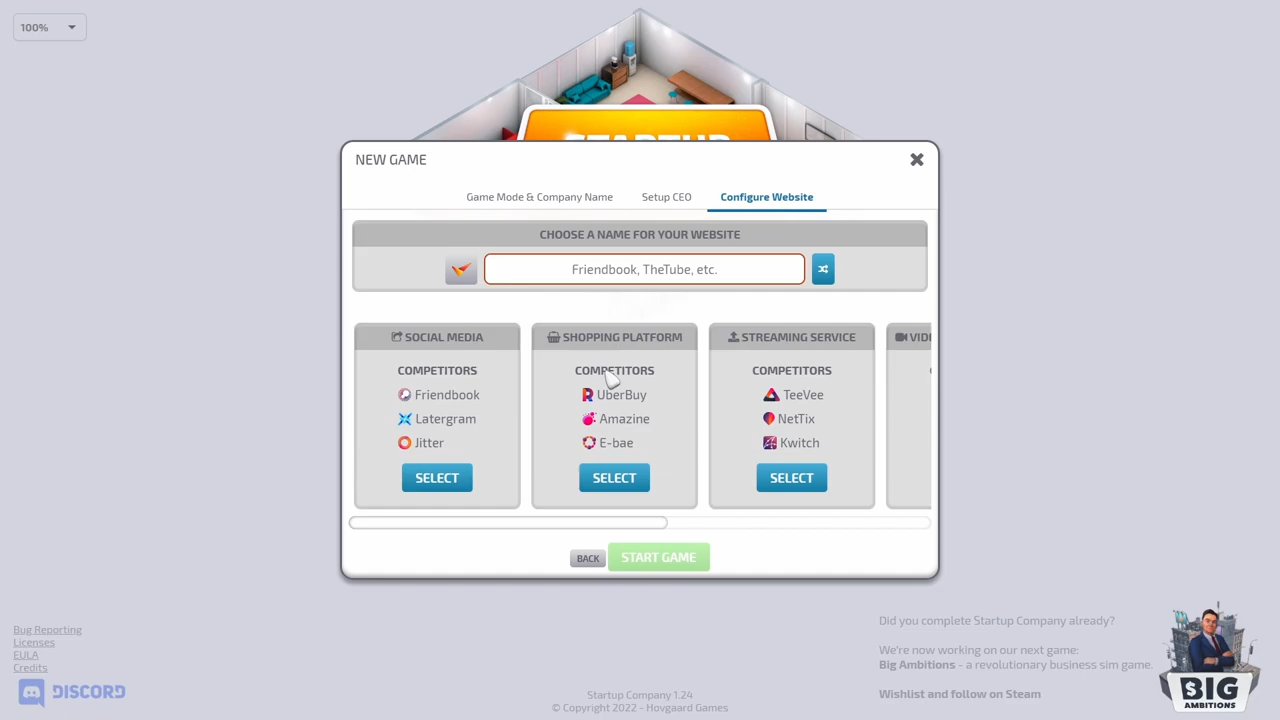 100%
STARTUP
NEW GAME
Game Mode & Company Name
Setup CEO
Configure Website
CHOOSE A NAME FOR YOUR WEBSITE
Friendbook, TheTube, etc.
SOCIAL MEDIA
COMPETITORS
Friendbook
Latergram
Jitter
SELECT
SHOPPING PLATFORM
COMPETITORS
UberBuy
Amazine
E-bae
SELECT
STREAMING SERVICE
COMPETITORS
TeeVee
NetTix
Kwitch
SELECT
BACK
START GAME
Bug Reporting
Licenses
EULA
Credits
DISCORD
Startup Company 1.24
© Copyright 2022 - Hovgaard Games
Did you complete Startup Company already?
We're now working on our next game:
Big Ambitions - a revolutionary business sim game.
Wishlist and follow on Steam
BIG
AMBITIONS